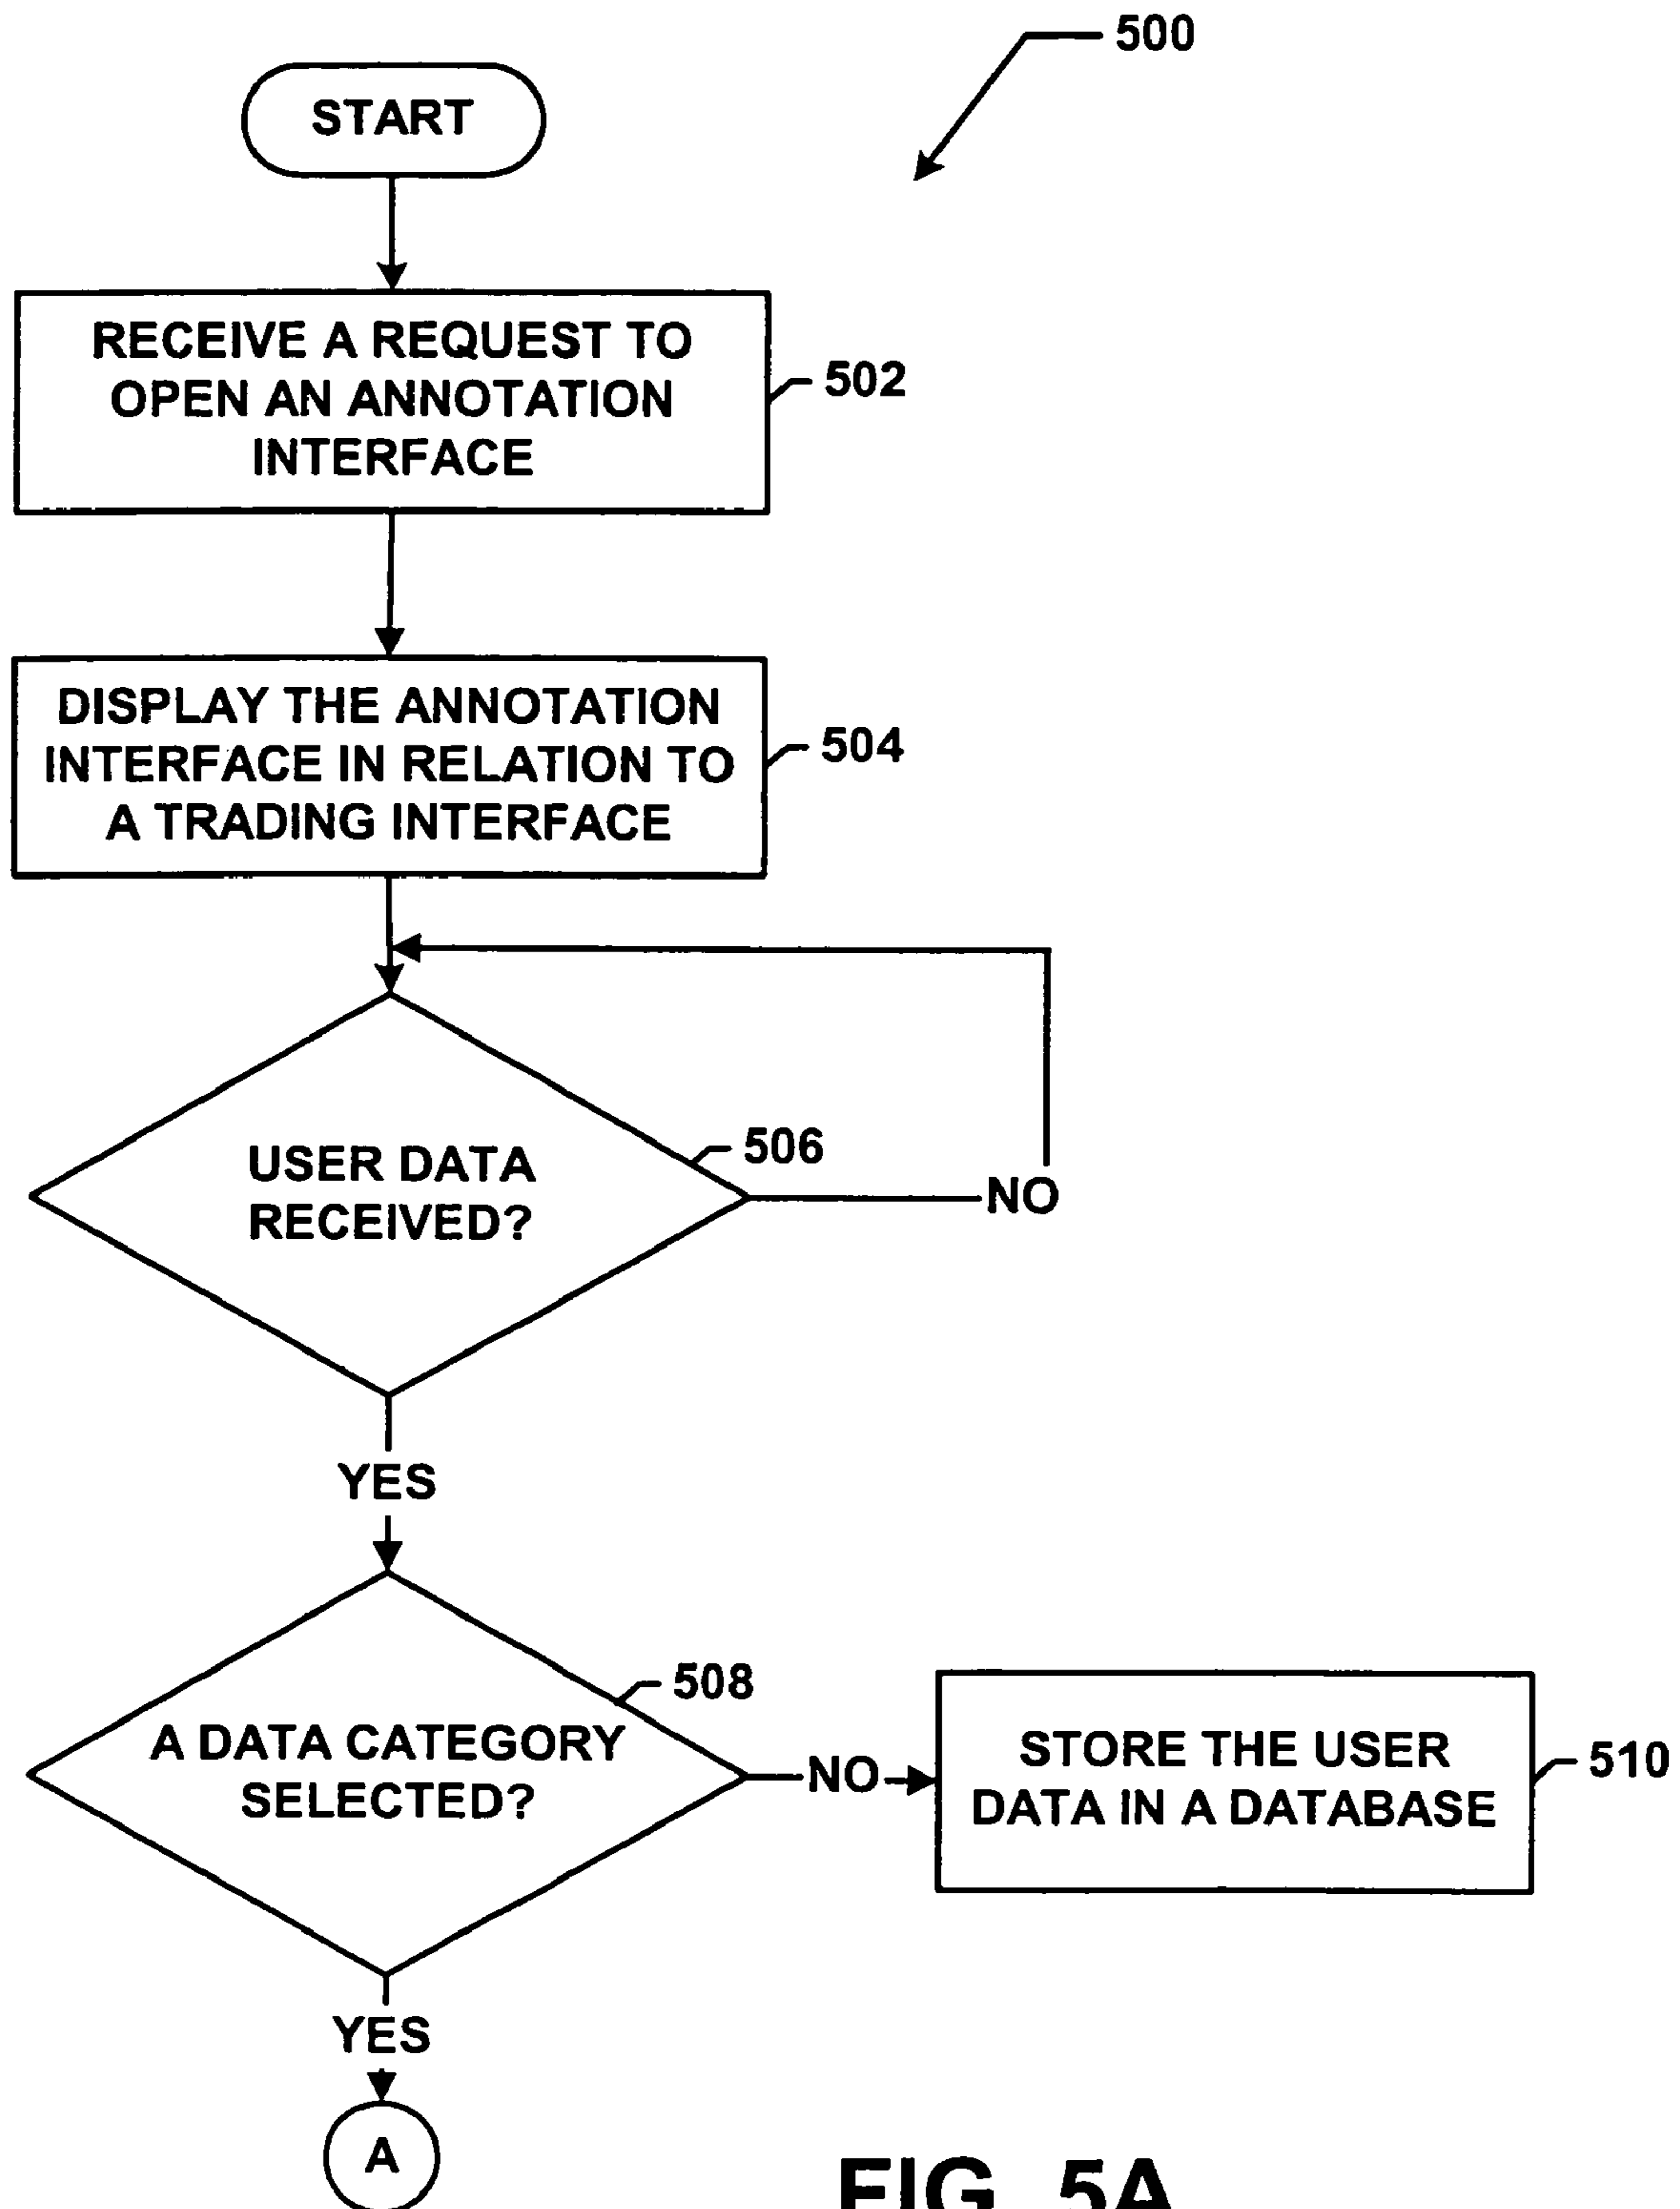 500
START
RECEIVE A REQUEST TO
OPEN AN ANNOTATION
INTERFACE
502
DISPLAY THE ANNOTATION
INTERFACE IN RELATION TO
A TRADING INTERFACE
504
USER DATA
RECEIVED?
506
NO
YES
A DATA CATEGORY
SELECTED?
508
NO
STORE THE USER
DATA IN A DATABASE
510
YES
A
FIG. 5A